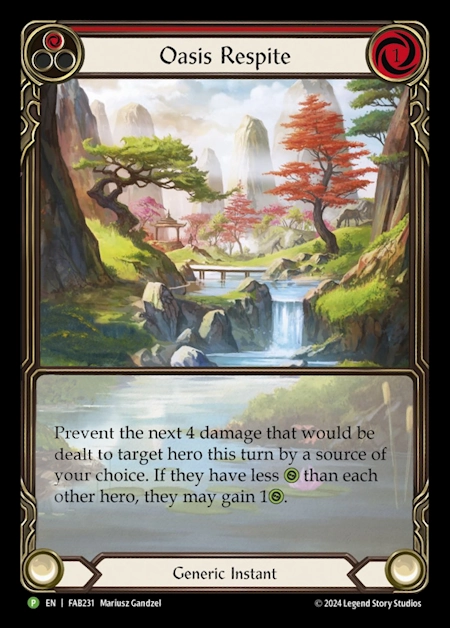 Oasis Respite
1
Prevent the next 4 damage that would be
dealt to target hero this turn by a source of
your choice. If they have less than each
other hero, they may gain 1.
Generic Instant
P EN | FAB231 Mariusz Gandzel
© 2024 Legend Story Studios